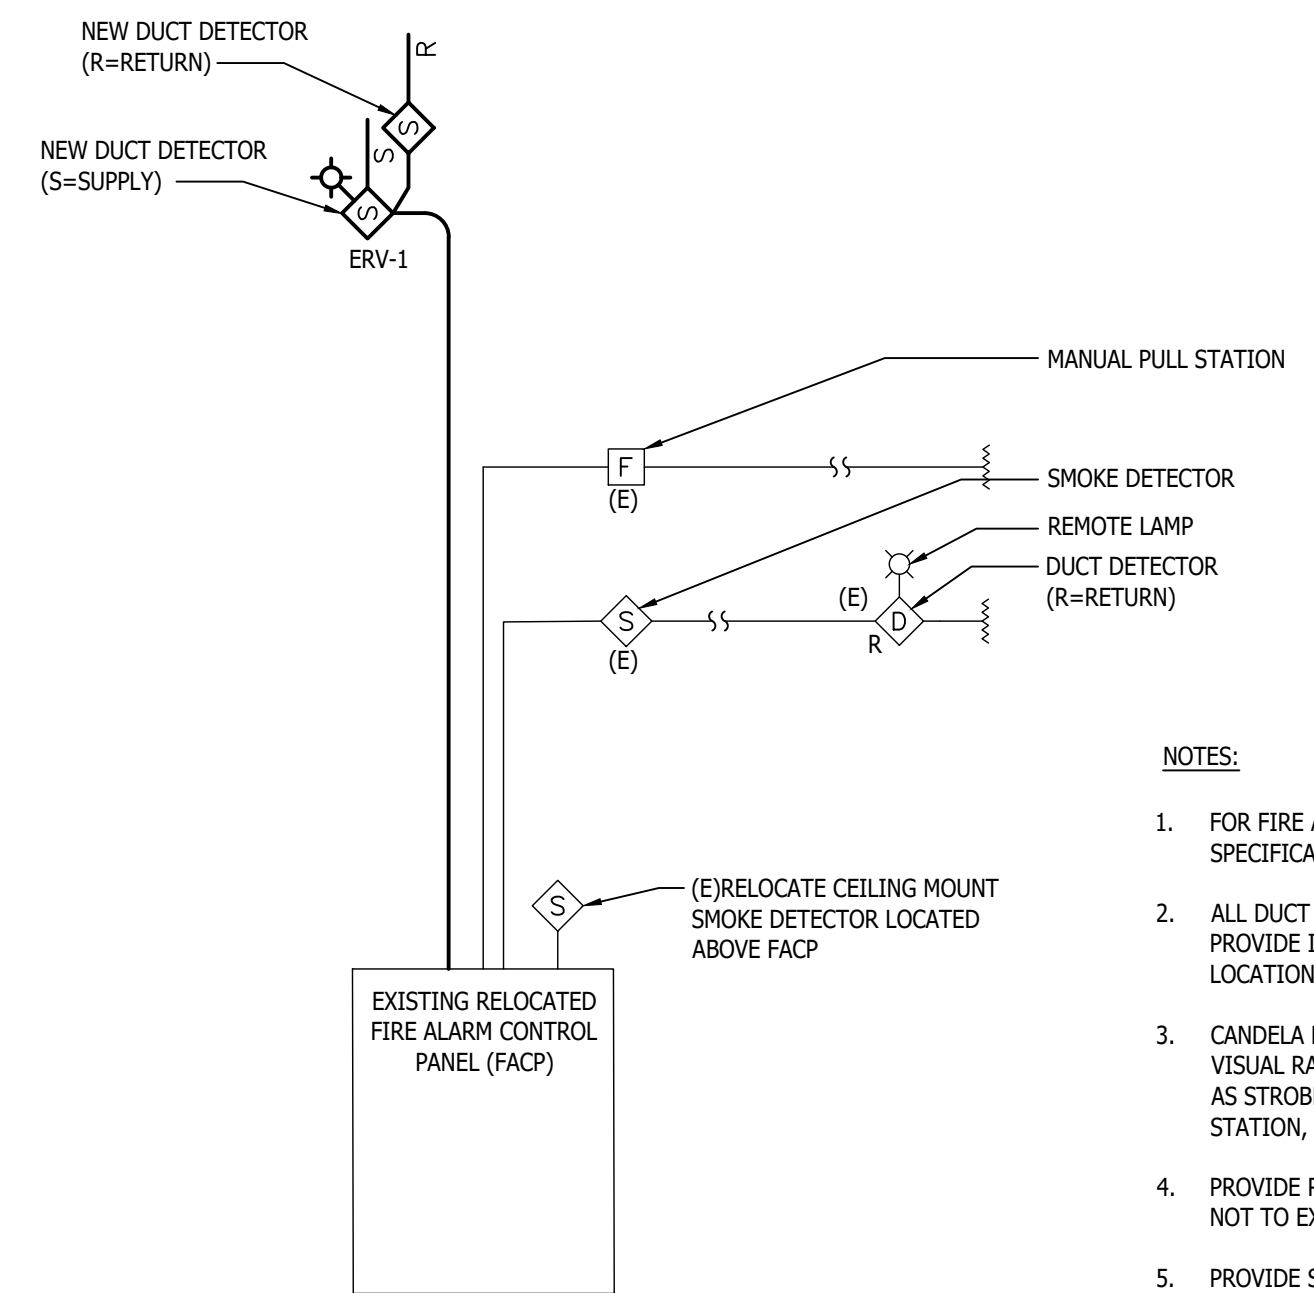 NEW DUCT DETECTOR
(R=RETURN)
R
S
NEW DUCT DETECTOR
(S=SUPPLY)
S
S
ERV-1
MANUAL PULL STATION
F
(E)
SMOKE DETECTOR
REMOTE LAMP
DUCT DETECTOR
(R=RETURN)
(E)
S
D
R
(E)
NOTES:
1. FOR FIRE
SPECIFICA
2. ALL DUCT
PROVIDE
LOCATION
3. CANDELA
VISUAL RA
AS STROB
STATION,
4. PROVIDE
NOT TO EX
5. PROVIDE
(E)RELOCATE CEILING MOUNT
SMOKE DETECTOR LOCATED
ABOVE FACP
S
EXISTING RELOCATED
FIRE ALARM CONTROL
PANEL (FACP)